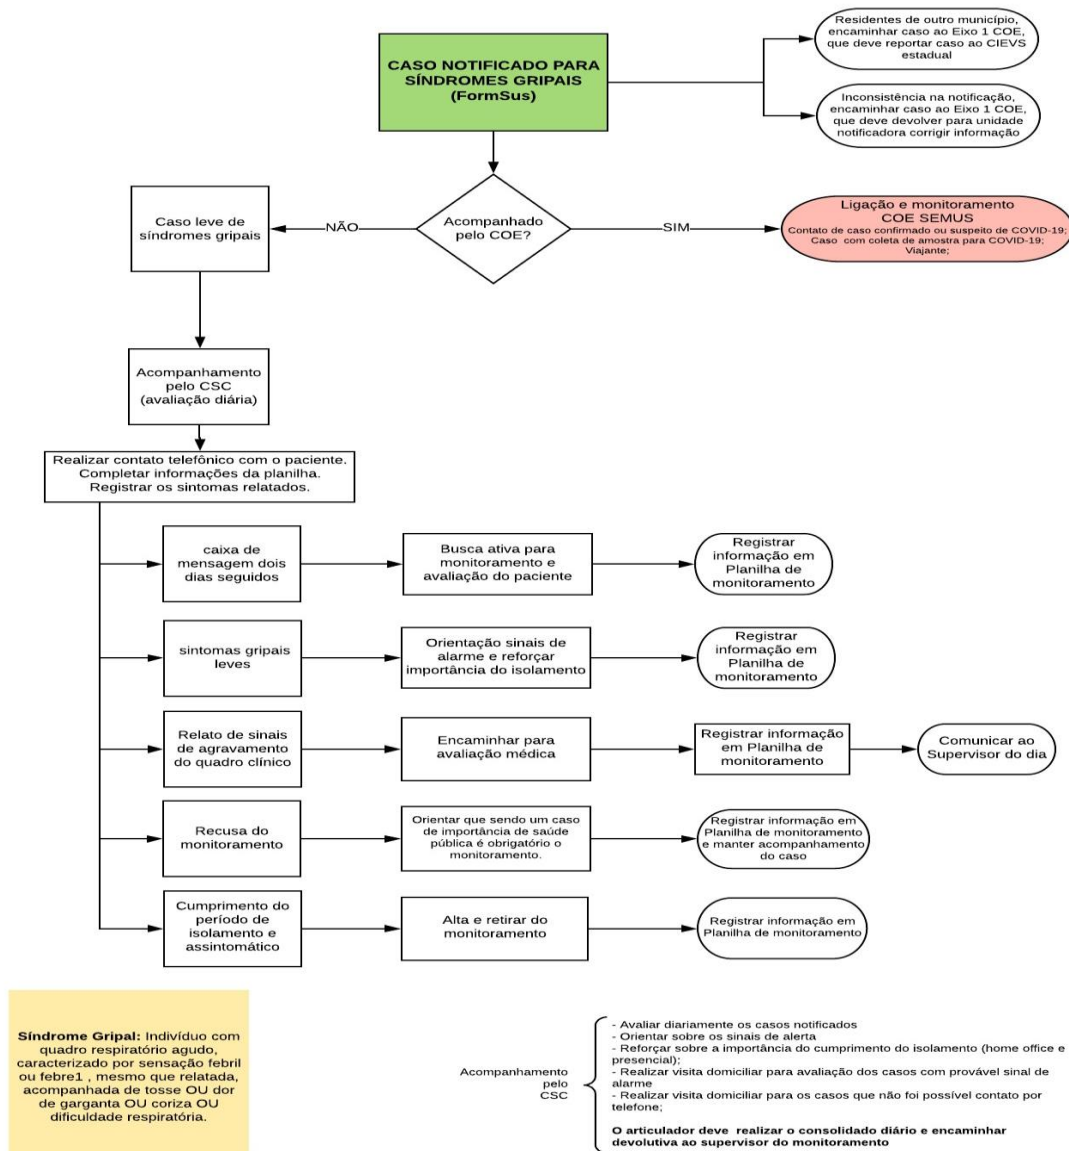 Residentes de outro município,
encaminhar caso ao Eixo 1 COE,
que deve reportar caso ao CIEVS
estadual
CASO NOTIFICADO PARA
SÍNDROMES GRIPAIS
(FormSus)
Inconsistência na notificação,
encaminhar caso ao Eixo 1 COE,
que deve devolver para unidade
notificadora corrigir informação
Caso leve de
síndromes gripais
NÃO
Acompanhado
pelo COE?
SIM
Ligação e monitoramento
COE SEMUS
Contato de caso confirmado ou suspeito de COVID-19;
Caso com coleta de amostra para COVID-19;
Viajante;
Acompanhamento
pelo CSC
(avaliação diária)
Realizar contato telefônico com o paciente.
Completar informações da planilha.
Registrar os sintomas relatados.
caixa de
mensagem dois
dias seguidos
Busca ativa para
monitoramento e
avaliação do paciente
Registrar
informação em
Planilha de
monitoramento
sintomas gripais
leves
Orientação sinais de
alarme e reforçar
importância do isolamento
Registrar
informação em
Planilha de
monitoramento
Relato de sinais
de agravamento
do quadro clínico
Encaminhar para
avaliação médica
Registrar informação
em Planilha de
monitoramento
Comunicar ao
Supervisor do dia
Recusa do
monitoramento
Orientar que sendo um caso
de importância de saúde
pública é obrigatório o
monitoramento.
Registrar informação em
Planilha de monitoramento
e manter acompanhamento
do caso
Cumprimento do
período de
isolamento e
assintomático
Alta e retirar do
monitoramento
Registrar informação em
Planilha de monitoramento
Síndrome Gripal: Indivíduo com
quadro respiratório agudo,
caracterizado por sensação febril
ou febre1 , mesmo que relatada,
acompanhada de tosse OU dor
de garganta OU coriza OU
dificuldade respiratória.
Acompanhamento
pelo
CSC
- Avaliar diariamente os casos notificados
- Orientar sobre os sinais de alerta
- Reforçar sobre a importância do cumprimento do isolamento (home office e
presencial);
- Realizar visita domiciliar para avaliação dos casos com provável sinal de
alarme
- Realizar visita domiciliar para os casos que não foi possível contato por
telefone;
O articulador deve realizar o consolidado diário e encaminhar
devolutiva ao supervisor do monitoramento